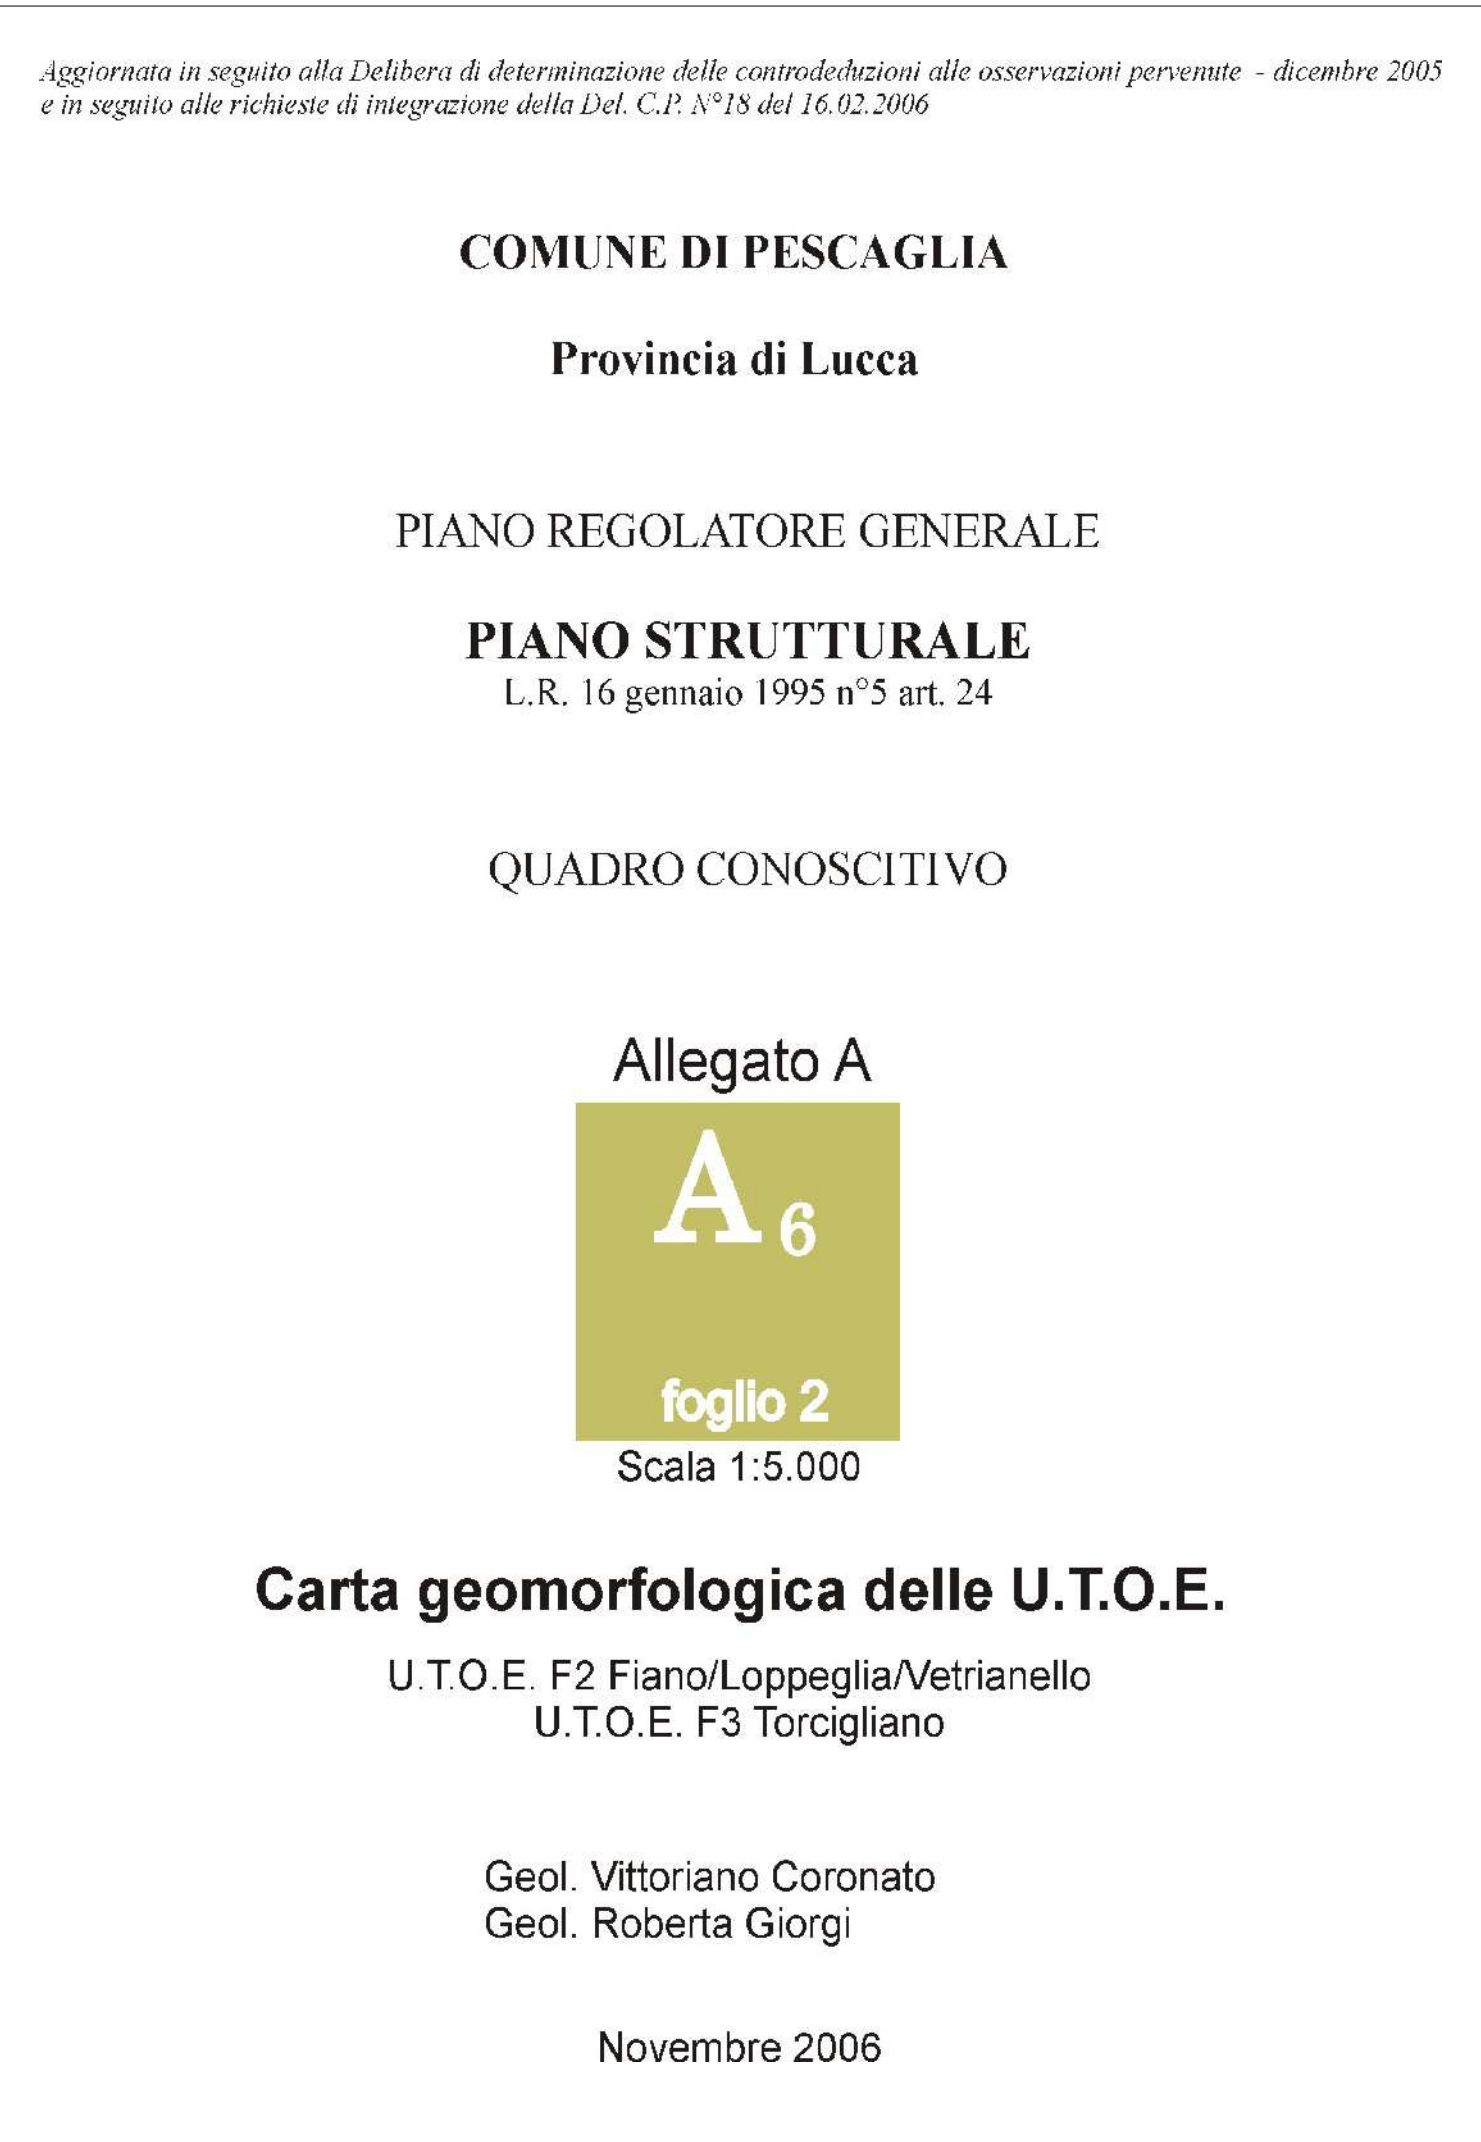 Aggiornata in seguito alla Delibera di determinazione delle controdeduzioni alle osservazioni pervenute - dicembre 2005
e in seguito alle richieste di integrazione della Del. C.P. N°18 del 16.02.2006
COMUNE DI PESCAGLIA
Provincia di Lucca
PIANO REGOLATORE GENERALE
PIANO STRUTTURALE
L.R. 16 gennaio 1995 n°5 art. 24
QUADRO CONOSCITIVO
Allegato A
A 6
foglio 2
Scala 1:5.000
Carta geomorfologica delle U.T.O.E.
U.T.O.E. F2 Fiano/Loppeglia/Vetrianello
U.T.O.E. F3 Torcigliano
Geol. Vittoriano Coronato
Geol. Roberta Giorgi
Novembre 2006